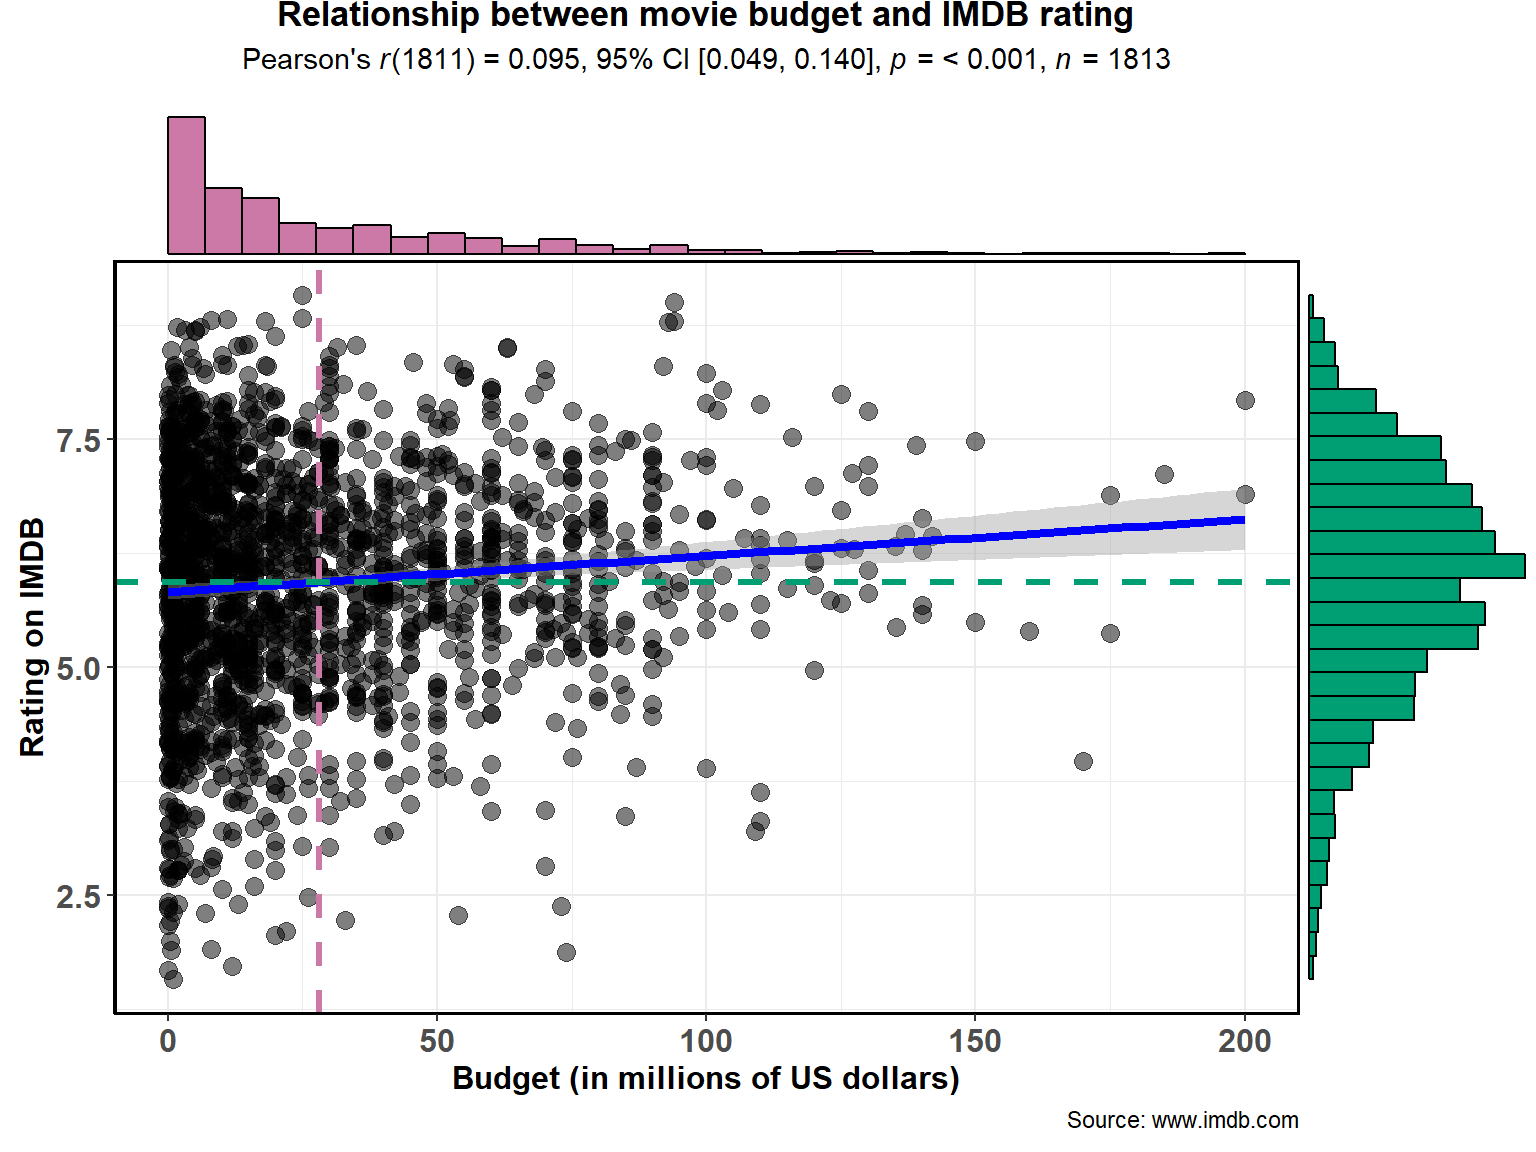 Relationship between movie budget and IMDB rating
Pearson's r(1811) = 0.095, 95% CI [0.049, 0.140], p = < 0.001, n = 1813
7.5
5.0
2.5
Rating on IMDB
0 50 100 150 200
Budget (in millions of US dollars)
Source: www.imdb.com